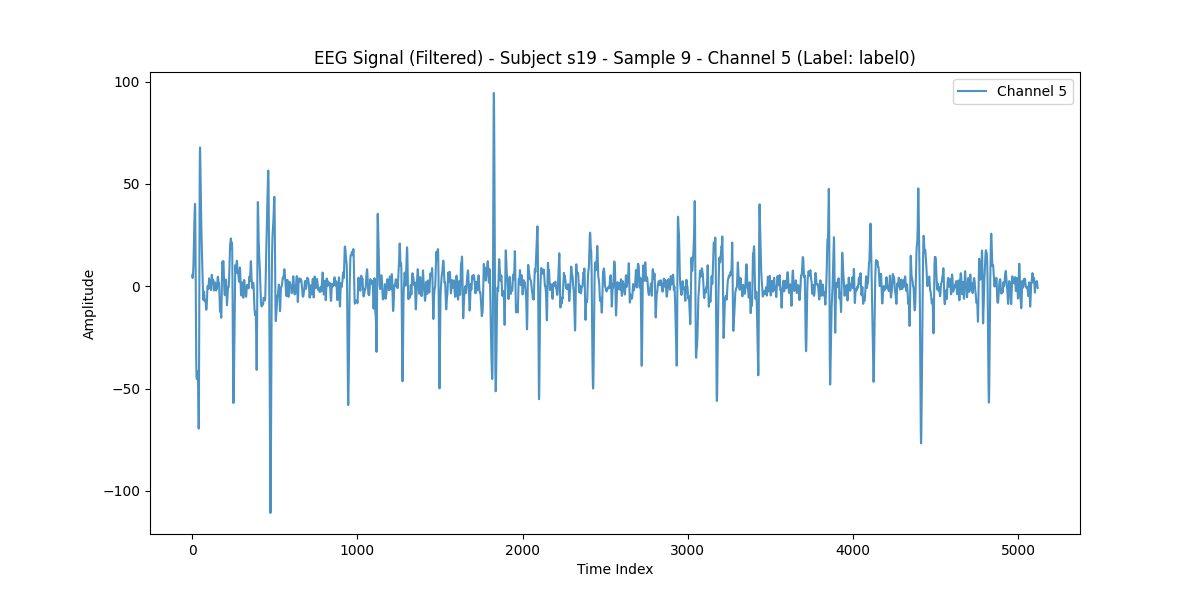 EEG Signal (Filtered) - Subject s19 - Sample 9 - Channel 5 (Label: label0)
Channel 5
100
50
0
−50
−100
Amplitude
0 1000 2000 3000 4000 5000
Time Index